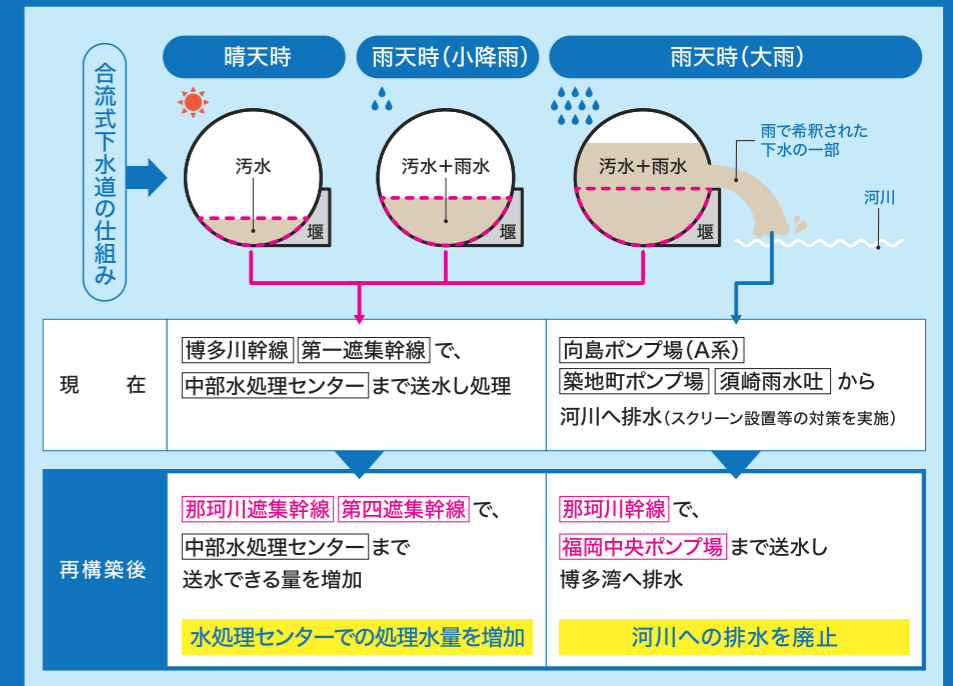 合流式下水道の仕組み
晴天時
雨天時（小降雨）
雨天時（大雨）
汚水
堰
汚水＋雨水
堰
汚水＋雨水
堰
雨で希釈された
下水の一部
河川
現在
博多川幹線 第一遮集幹線 で、
中部水処理センター まで送水し処理
向島ポンプ場（A系）
築地町ポンプ場 須崎雨水吐 から
河川へ排水（スクリーン設置等の対策を実施）
再構築後
那珂川遮集幹線 第四遮集幹線 で、
中部水処理センター まで
送水できる量を増加
水処理センターでの処理水量を増加
那珂川幹線 で、
福岡中央ポンプ場 まで送水し
博多湾へ排水
河川への排水を廃止